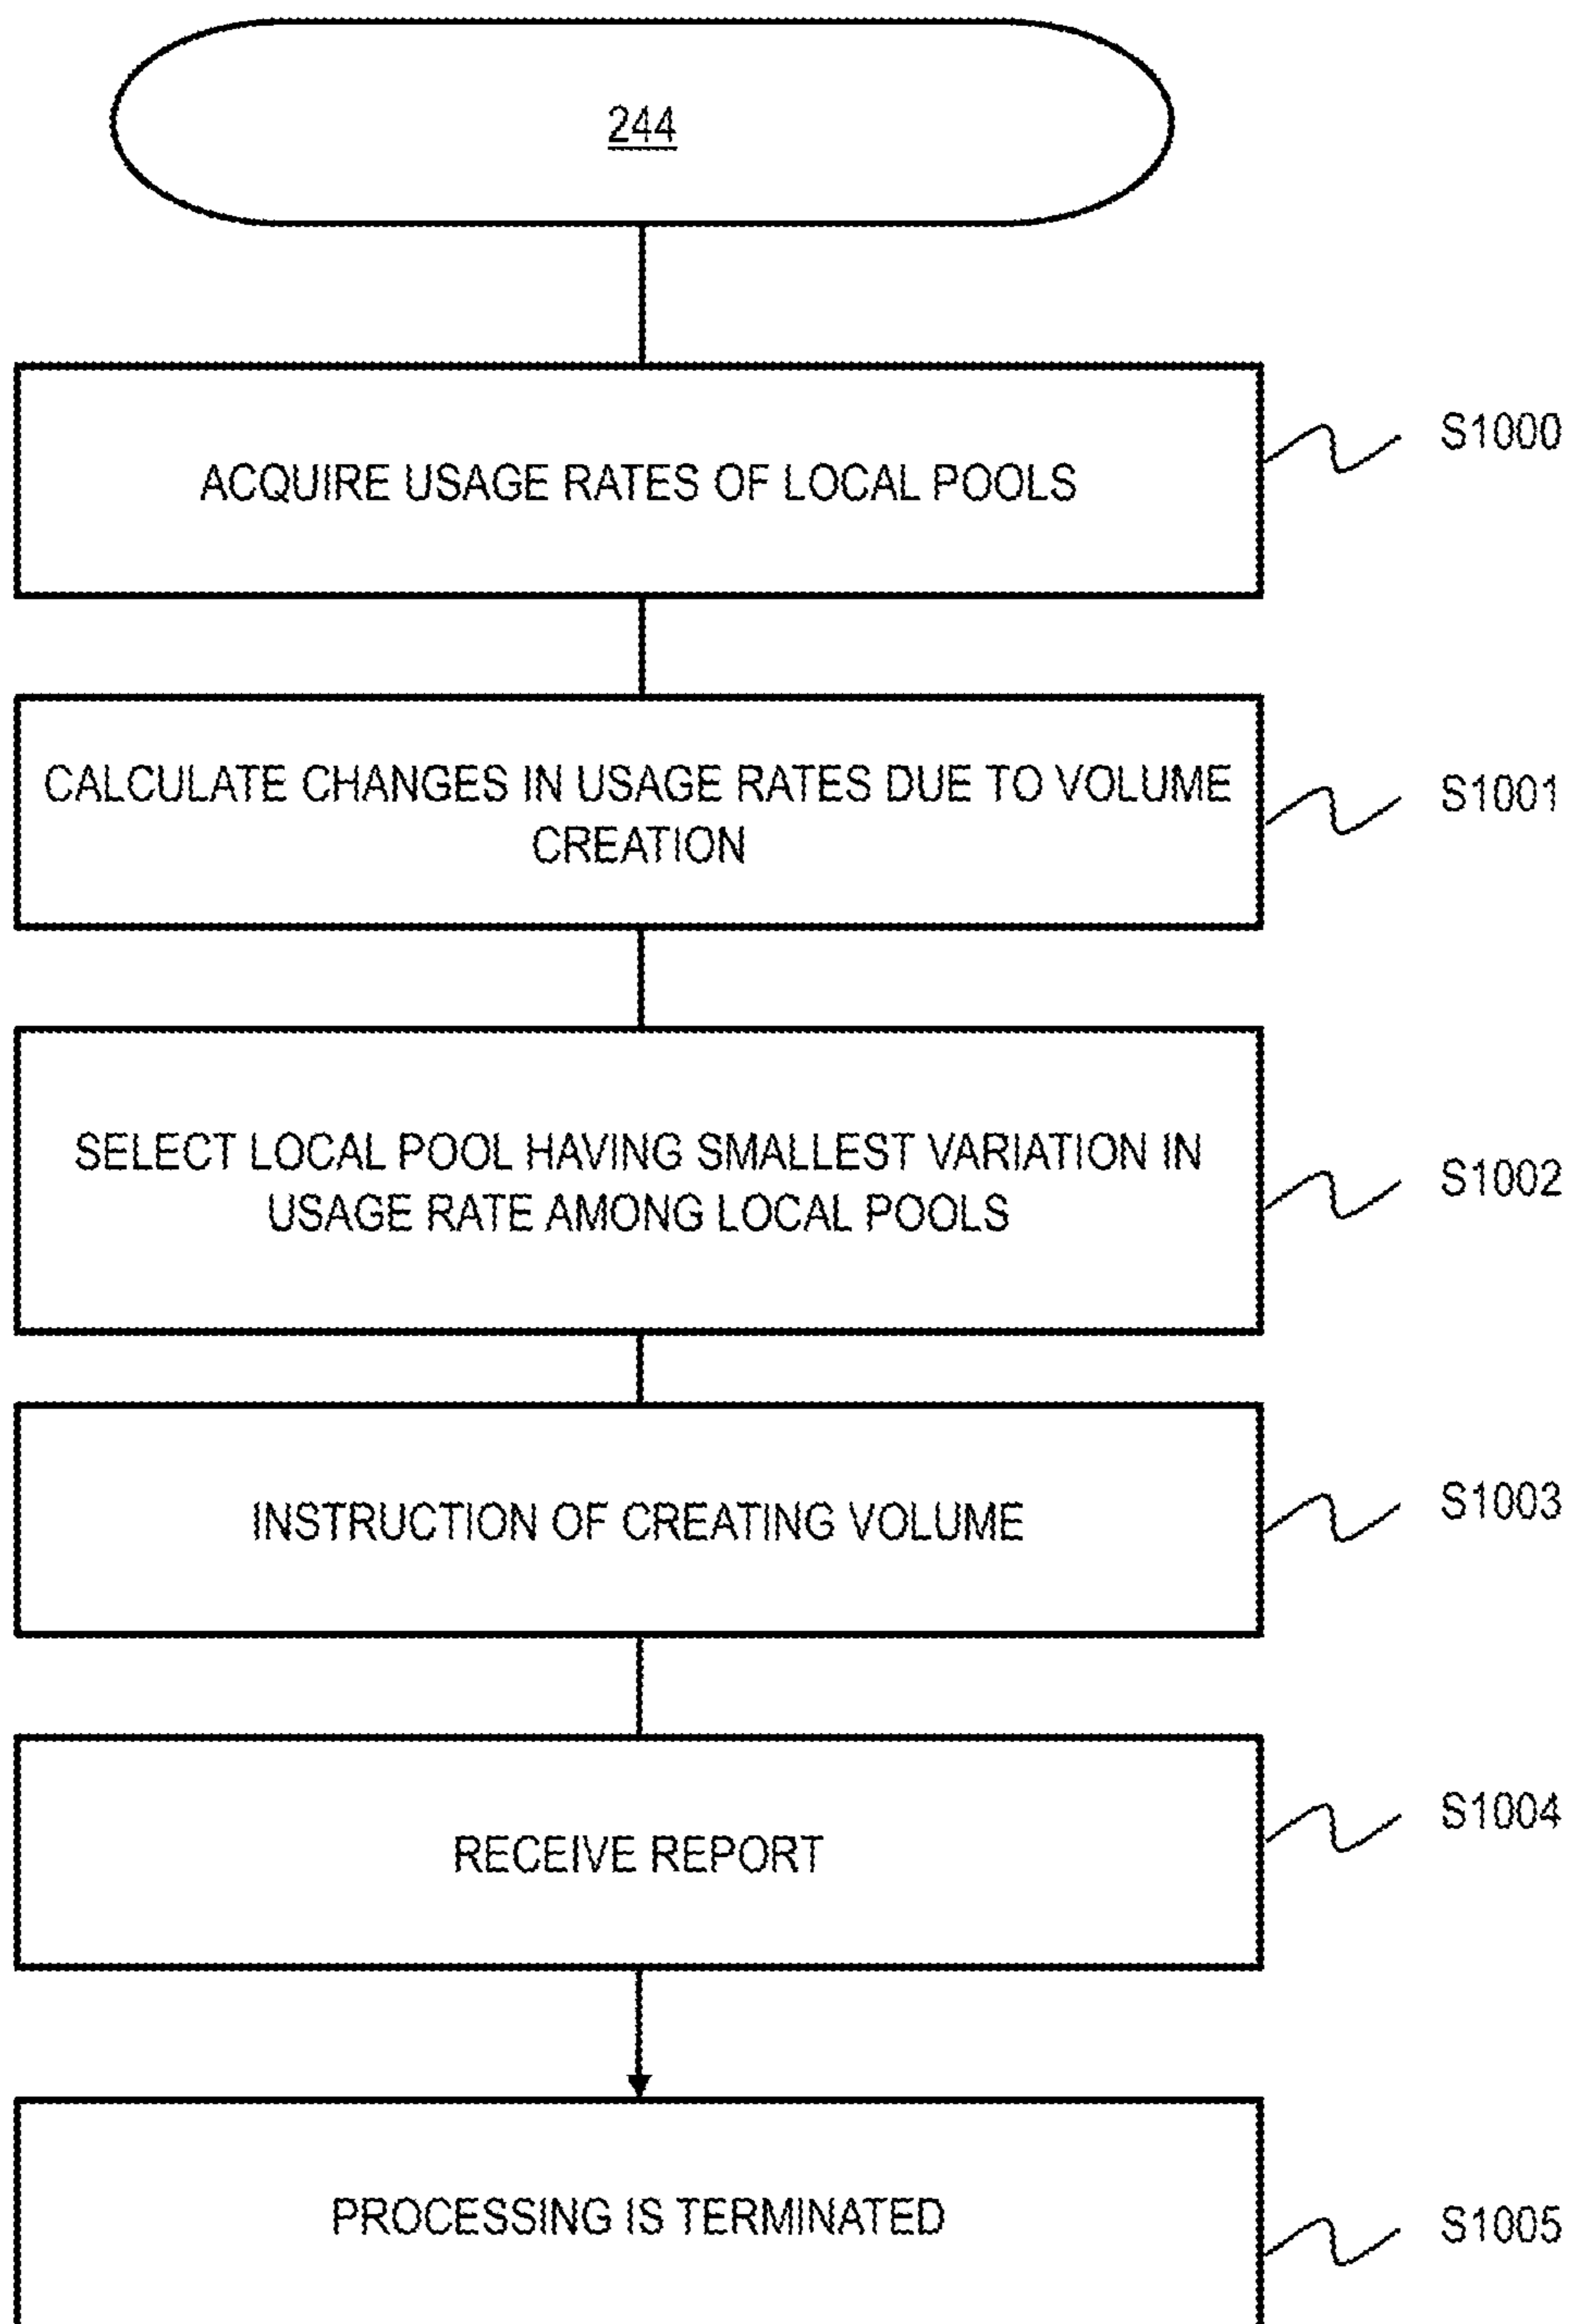 244
ACQUIRE USAGE RATES OF LOCAL POOLS
S1000
CALCULATE CHANGES IN USAGE RATES DUE TO VOLUME
CREATION
S1001
SELECT LOCAL POOL HAVING SMALLEST VARIATION IN
USAGE RATE AMONG LOCAL POOLS
S1002
INSTRUCTION OF CREATING VOLUME
S1003
RECEIVE REPORT
S1004
PROCESSING IS TERMINATED
S1005